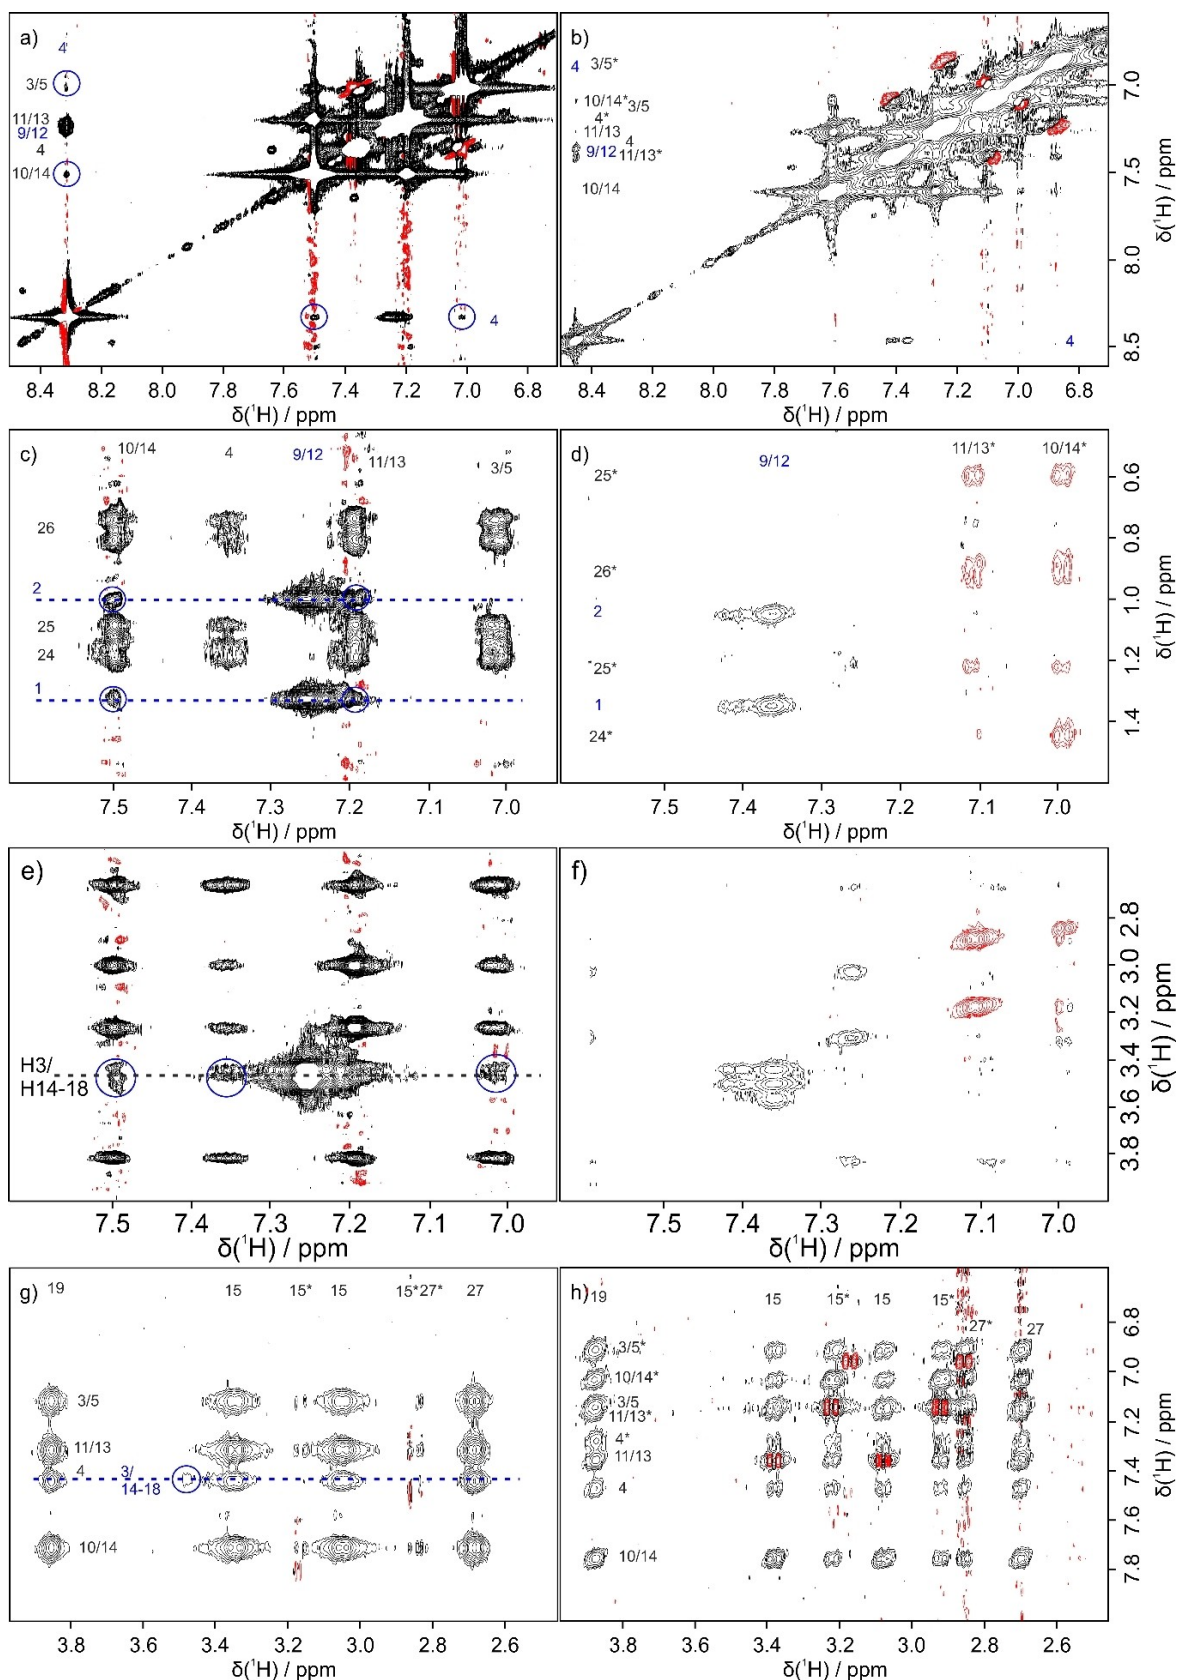 a)
4
3/5
11/13
9/12
4
10/14
4
8.4 8.2 8.0 7.8 7.6 7.4 7.2 7.0
δ(¹H) / ppm
b)
4 3/5*
10/14* 3/5
4*
11/13
4
9/12 11/13*
10/14
4
7.0
7.5
8.0
8.5
δ(¹H) / ppm
8.4 8.2 8.0 7.8 7.6 7.4 7.2 7.0 6.8
δ(¹H) / ppm
c)
10/14 4 9/12 11/13 3/5
26
2
25
24
1
7.5 7.4 7.3 7.2 7.1 7.0
δ(¹H) / ppm
d)
9/12 11/13* 10/14*
25*
26*
2
25*
1
24*
0.6
0.8
1.0
1.2
1.4
δ(¹H) / ppm
7.5 7.4 7.3 7.2 7.1 7.0
δ(¹H) / ppm
e)
H3/
H14-18
7.5 7.4 7.3 7.2 7.1 7.0
δ(¹H) / ppm
f)
2.8
3.0
3.2
3.4
3.6
3.8
δ(¹H) / ppm
7.5 7.4 7.3 7.2 7.1 7.0
δ(¹H) / ppm
g)
19 15 15* 15 15* 27* 27
3/5
11/13
4 3/
14-18
10/14
3.8 3.6 3.4 3.2 3.0 2.8 2.6
δ(¹H) / ppm
h)
19 15 15* 15 15* 27* 27
3/5*
10/14*
3/5
11/13*
4*
11/13
4
10/14
6.8
7.0
7.2
7.4
7.6
7.8
δ(¹H) / ppm
3.8 3.6 3.4 3.2 3.0 2.8 2.6
δ(¹H) / ppm